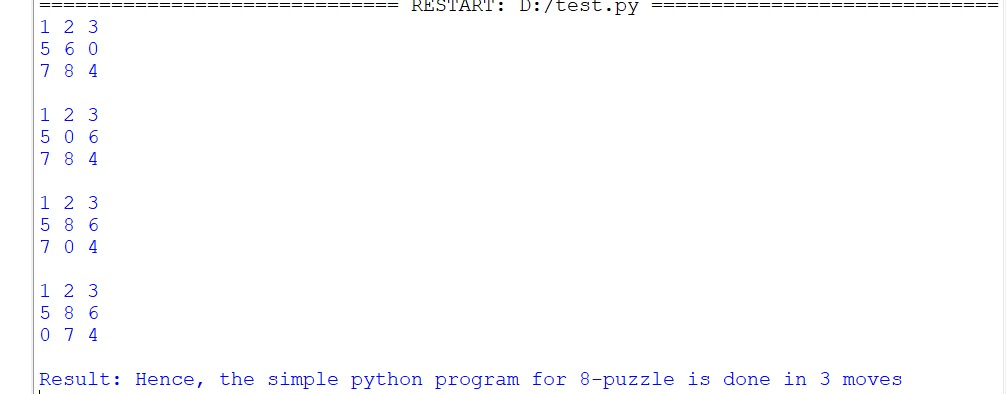 ============================== RESTART: D:/test.py =============================
1 2 3
5 6 0
7 8 4
1 2 3
5 0 6
7 8 4
1 2 3
5 8 6
7 0 4
1 2 3
5 8 6
0 7 4
Result: Hence, the simple python program for 8-puzzle is done in 3 moves